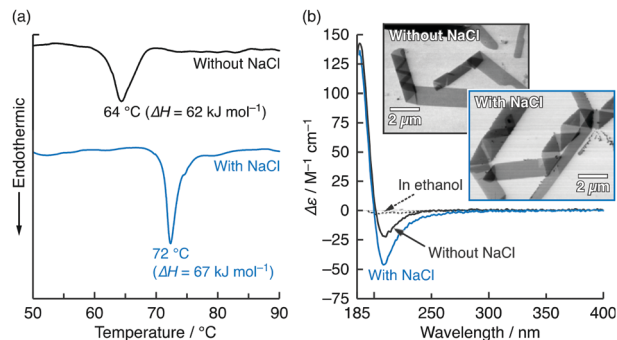 (a)
Endothermic
Without NaCl
64 °C (ΔH = 62 kJ mol⁻¹)
With NaCl
72 °C
(ΔH = 67 kJ mol⁻¹)
50 60 70 80 90
Temperature / °C
(b)
Δε / M⁻¹ cm⁻¹
150
125
100
75
50
25
0
−25
−50
−75
Without NaCl
2 μm
With NaCl
2 μm
In ethanol
Without NaCl
With NaCl
185 250 300 350 400
Wavelength / nm